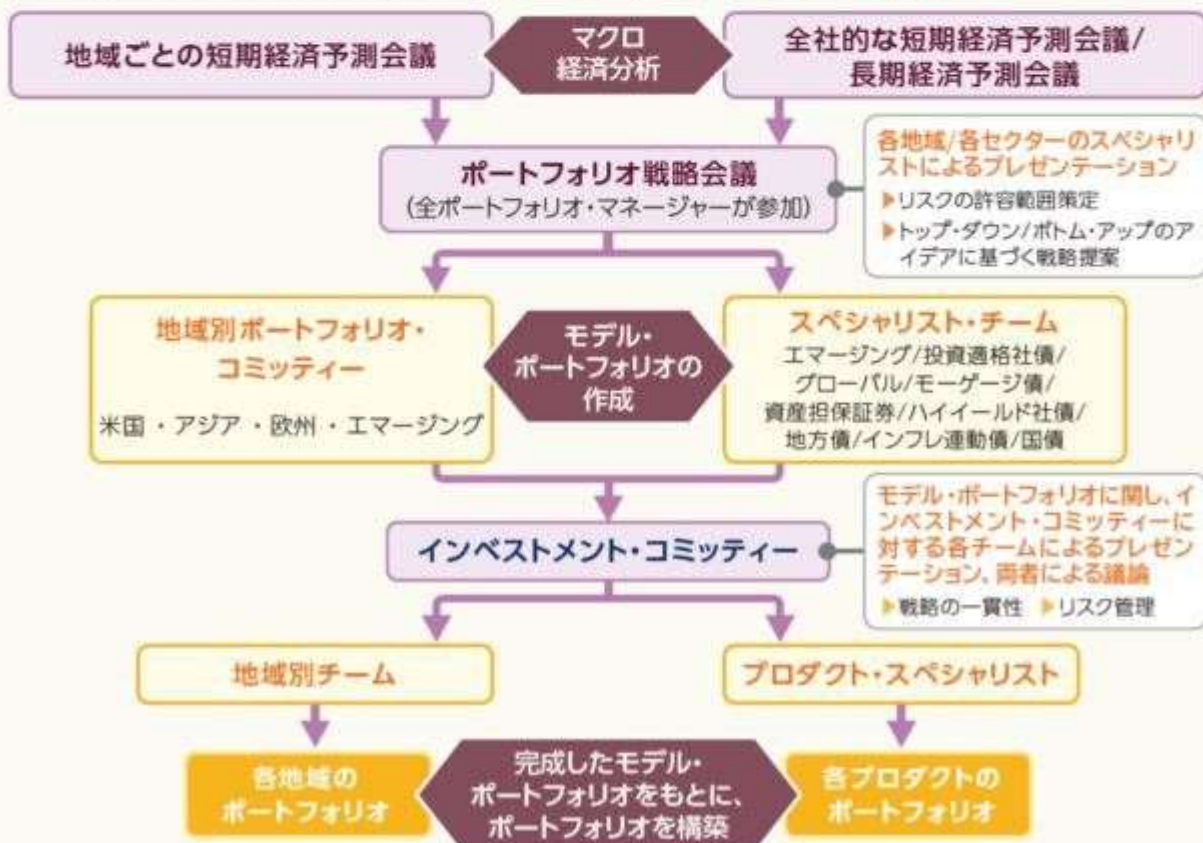 地域ごとの短期経済予測会議
マクロ
経済分析
全社的な短期経済予測会議/
長期経済予測会議
ポートフォリオ戦略会議
(全ポートフォリオ・マネージャーが参加)
各地域/各セクターのスペシャリ
ストによるプレゼンテーション
▶リスクの許容範囲策定
▶トップ・ダウン/ボトム・アップのア
イデアに基づく戦略提案
地域別ポートフォリオ・
コミッティー
米国・アジア・欧州・エマージング
モデル・
ポートフォリオの
作成
スペシャリスト・チーム
エマージング/投資適格社債/
グローバル/モーゲージ債/
資産担保証券/ハイイールド社債/
地方債/インフレ連動債/国債
インベストメント・コミッティー
モデル・ポートフォリオに関し、イ
ンベストメント・コミッティーに
対する各チームによるプレゼン
テーション、両者による議論
▶戦略の一貫性 ▶リスク管理
地域別チーム
プロダクト・スペシャリスト
各地域の
ポートフォリオ
完成したモデル・
ポートフォリオをもとに、
ポートフォリオを構築
各プロダクトの
ポートフォリオ